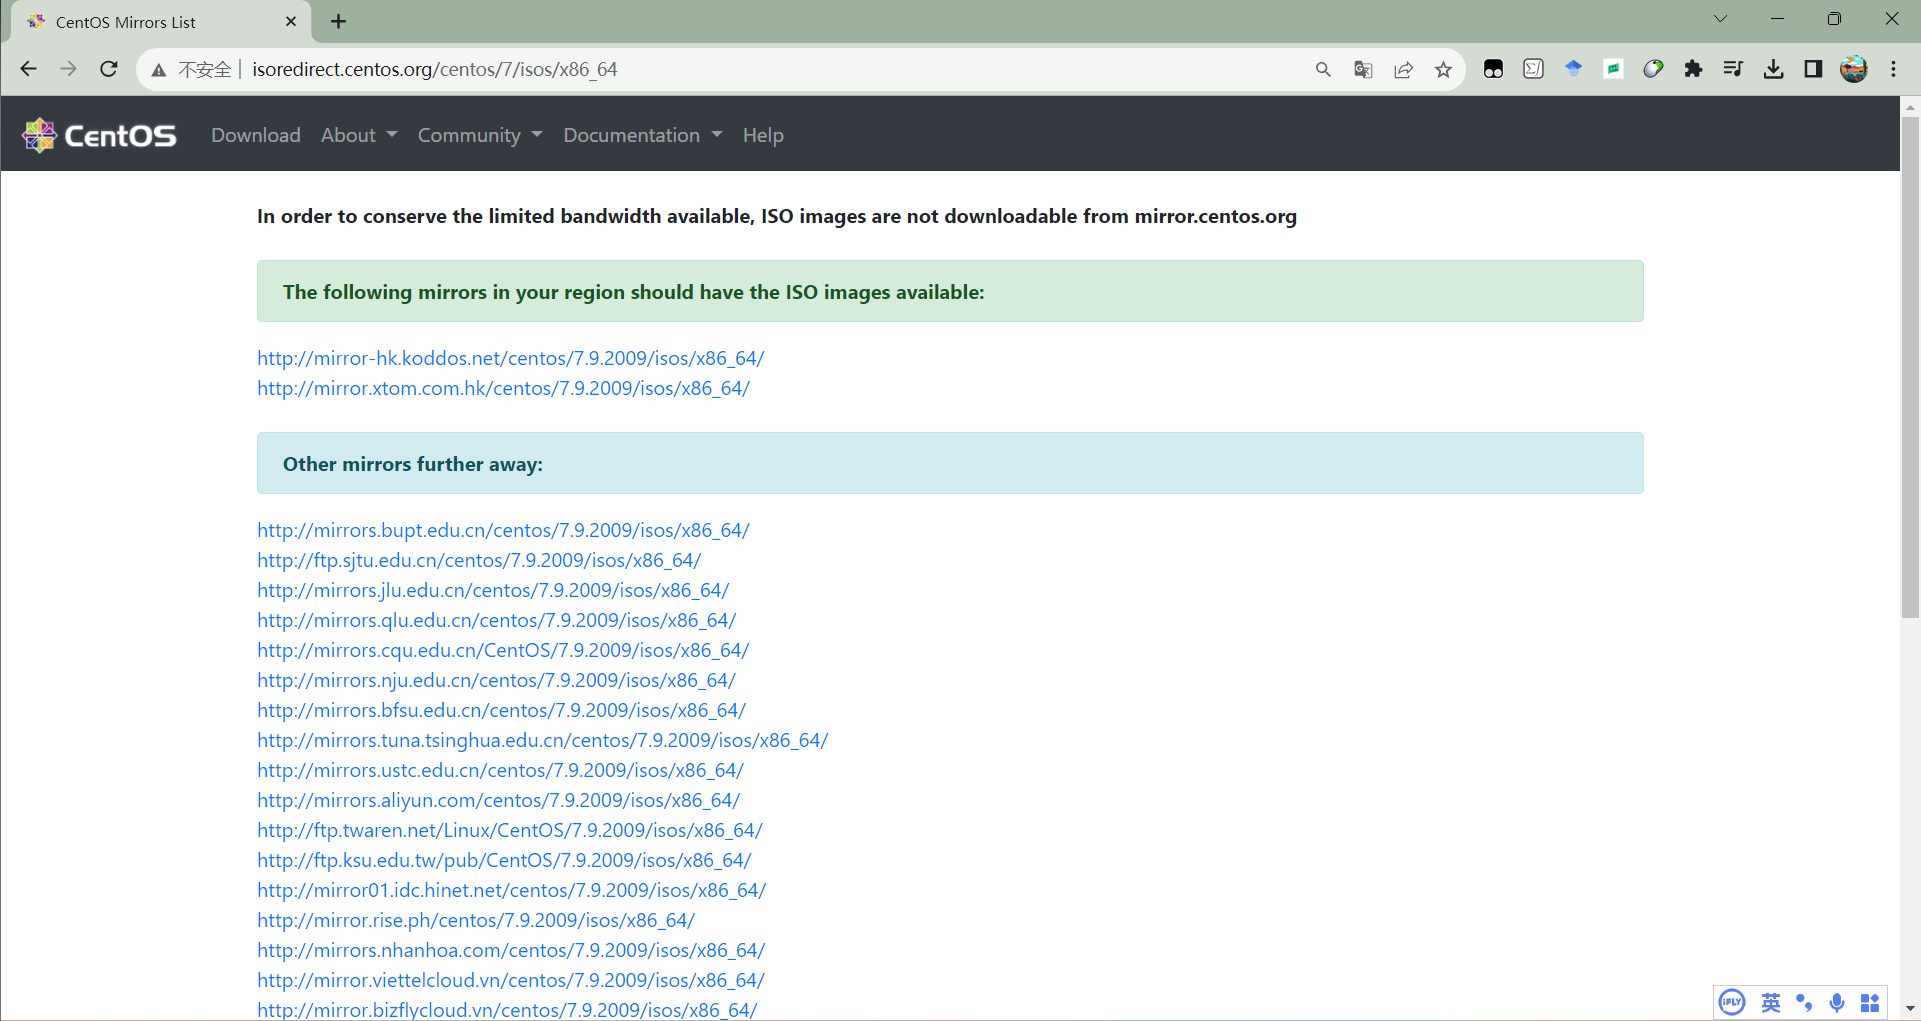 CentOS Mirrors List
不安全 isoredirect.centos.org/centos/7/isos/x86_64
CentOS Download About Community Documentation Help
In order to conserve the limited bandwidth available, ISO images are not downloadable from mirror.centos.org
The following mirrors in your region should have the ISO images available:
http://mirror-hk.koddos.net/centos/7.9.2009/isos/x86_64/
http://mirror.xtom.com.hk/centos/7.9.2009/isos/x86_64/
Other mirrors further away:
http://mirrors.bupt.edu.cn/centos/7.9.2009/isos/x86_64/
http://ftp.sjtu.edu.cn/centos/7.9.2009/isos/x86_64/
http://mirrors.jlu.edu.cn/centos/7.9.2009/isos/x86_64/
http://mirrors.qlu.edu.cn/centos/7.9.2009/isos/x86_64/
http://mirrors.cqu.edu.cn/CentOS/7.9.2009/isos/x86_64/
http://mirrors.nju.edu.cn/centos/7.9.2009/isos/x86_64/
http://mirrors.bfsu.edu.cn/centos/7.9.2009/isos/x86_64/
http://mirrors.tuna.tsinghua.edu.cn/centos/7.9.2009/isos/x86_64/
http://mirrors.ustc.edu.cn/centos/7.9.2009/isos/x86_64/
http://mirrors.aliyun.com/centos/7.9.2009/isos/x86_64/
http://ftp.twaren.net/Linux/CentOS/7.9.2009/isos/x86_64/
http://ftp.ksu.edu.tw/pub/CentOS/7.9.2009/isos/x86_64/
http://mirror01.idc.hinet.net/centos/7.9.2009/isos/x86_64/
http://mirror.rise.ph/centos/7.9.2009/isos/x86_64/
http://mirrors.nhanhoa.com/centos/7.9.2009/isos/x86_64/
http://mirror.viettelcloud.vn/centos/7.9.2009/isos/x86_64/
http://mirror.bizflycloud.vn/centos/7.9.2009/isos/x86_64/
iFLY 英